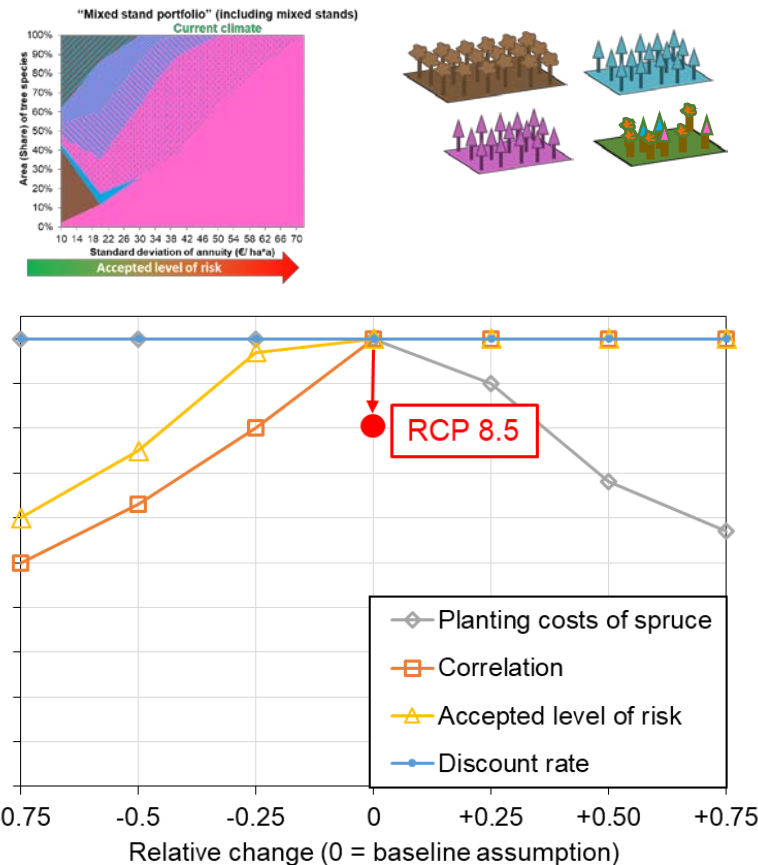 “Mixed stand portfolio” (including mixed stands)
Current climate
Area (Share) of tree species
100%
90%
80%
70%
60%
50%
40%
30%
20%
10%
0%
10 14 18 22 26 30 34 38 42 46 50 54 58 62 66 70
Standard deviation of annuity (€/ ha*a)
Accepted level of risk
RCP 8.5
Planting costs of spruce
Correlation
Accepted level of risk
Discount rate
0.75 -0.5 -0.25 0 +0.25 +0.50 +0.75
Relative change (0 = baseline assumption)